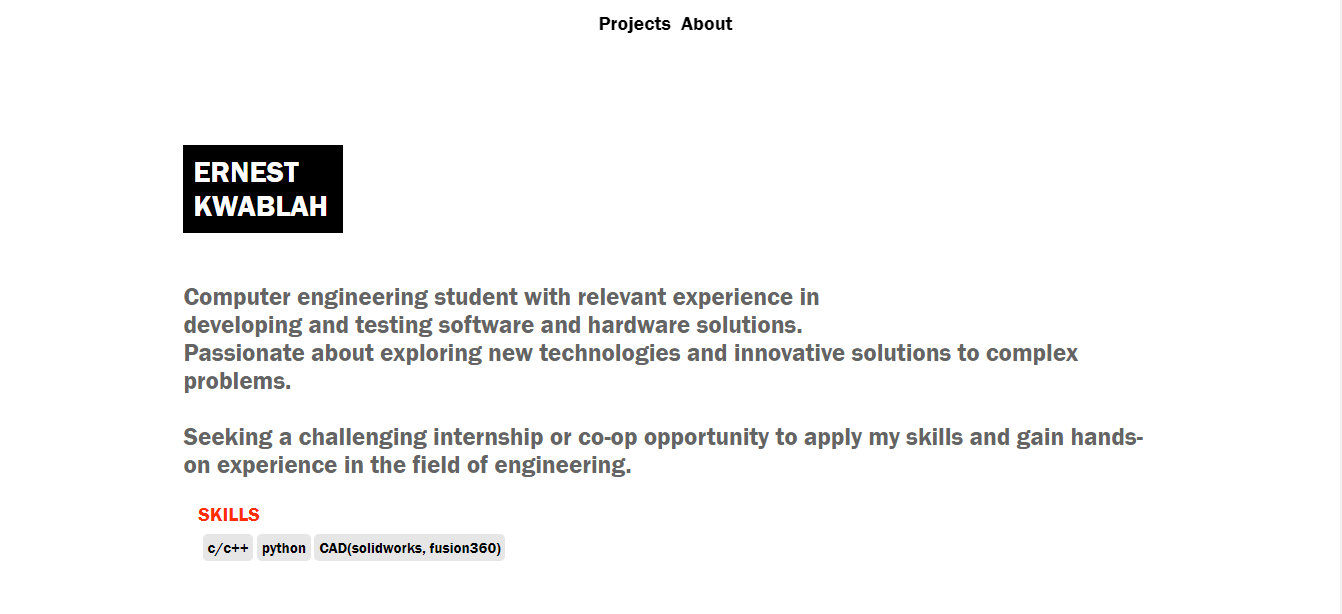 Projects About
ERNEST
KWABLAH
Computer engineering student with relevant experience in
developing and testing software and hardware solutions.
Passionate about exploring new technologies and innovative solutions to complex
problems.
Seeking a challenging internship or co-op opportunity to apply my skills and gain hands-
on experience in the field of engineering.
SKILLS
c/c++ python CAD(solidworks, fusion360)